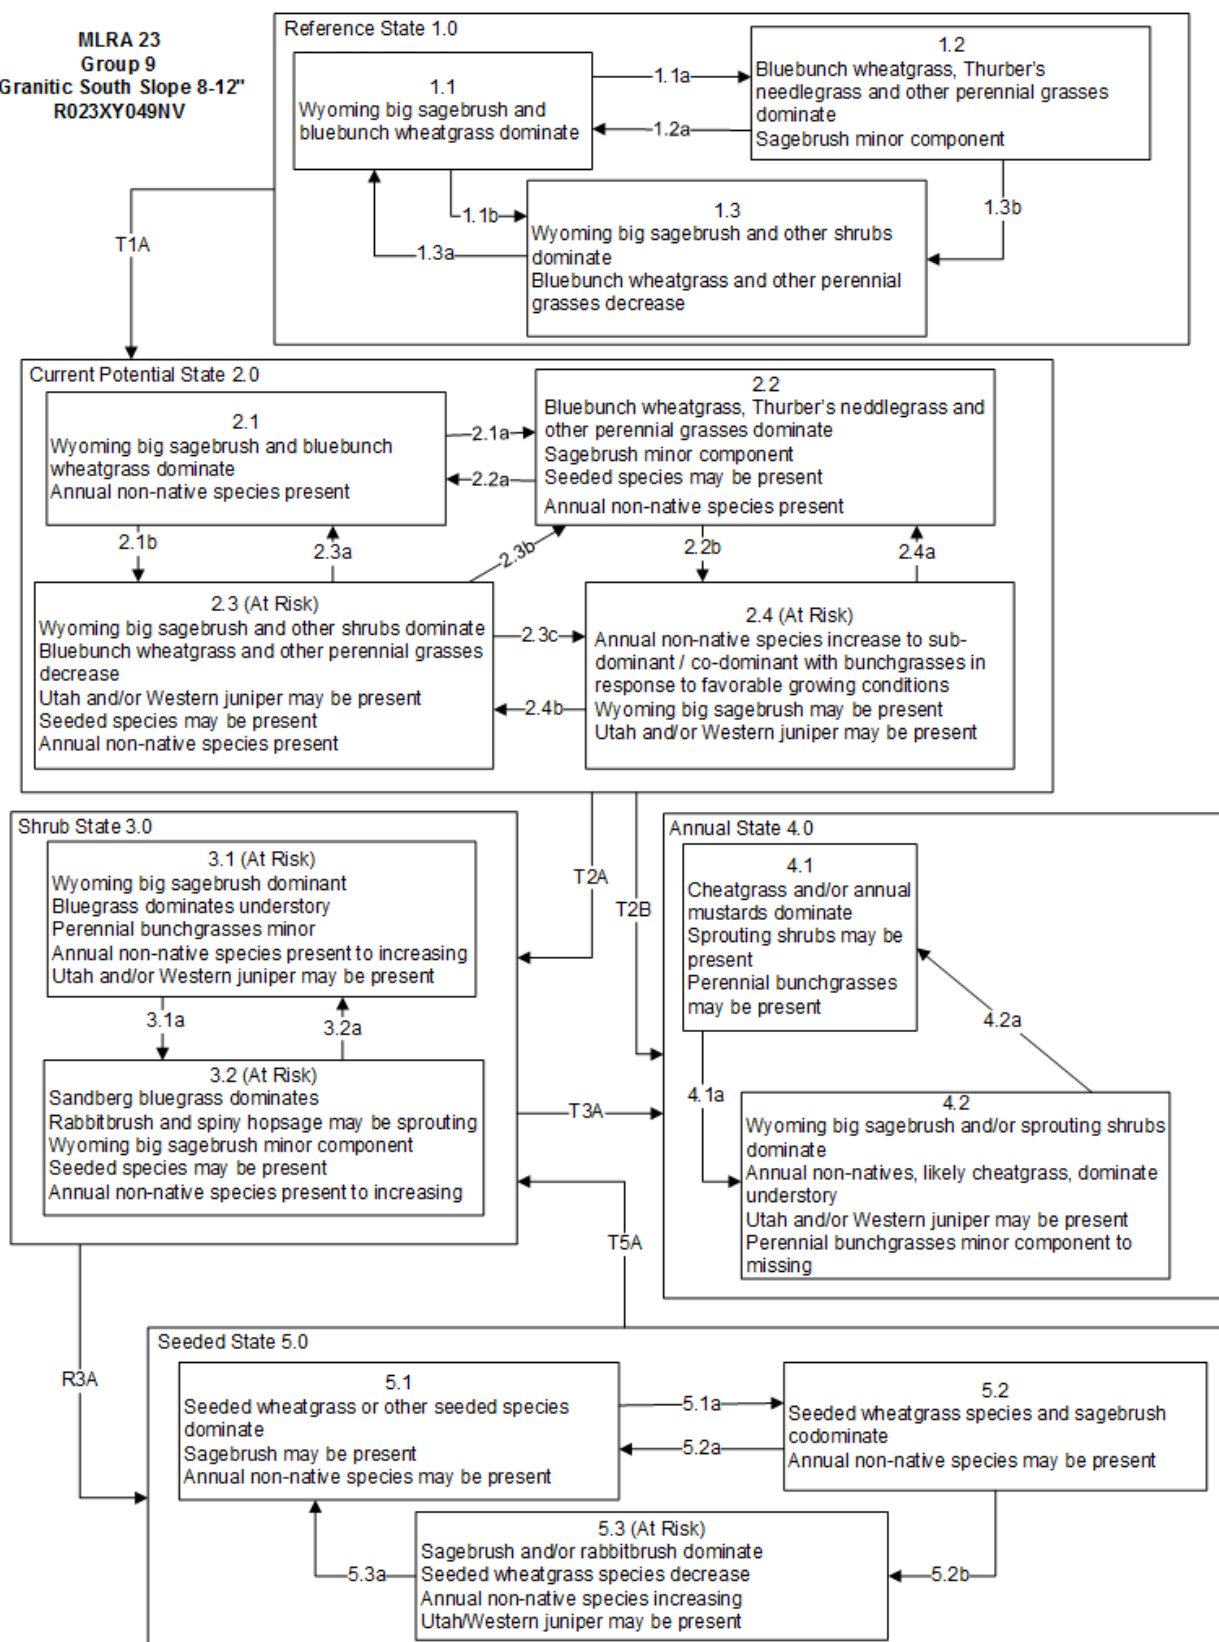 MLRA 23
Group 9
Granitic South Slope 8-12"
R023XY049NV
Reference State 1.0
1.1
Wyoming big sagebrush and
bluebunch wheatgrass dominate
1.1a
1.2a
1.2
Bluebunch wheatgrass, Thurber's
needlegrass and other perennial grasses
dominate
Sagebrush minor component
1.1b
1.3a
1.3b
1.3
Wyoming big sagebrush and other shrubs
dominate
Bluebunch wheatgrass and other perennial
grasses decrease
T1A
Current Potential State 2.0
2.1
Wyoming big sagebrush and bluebunch
wheatgrass dominate
Annual non-native species present
2.1a
2.2a
2.2
Bluebunch wheatgrass, Thurber's neddlegrass and
other perennial grasses dominate
Sagebrush minor component
Seeded species may be present
Annual non-native species present
2.1b
2.3a
2.3b
2.2b
2.4a
2.3 (At Risk)
Wyoming big sagebrush and other shrubs dominate
Bluebunch wheatgrass and other perennial grasses
decrease
Utah and/or Western juniper may be present
Seeded species may be present
Annual non-native species present
2.3c
2.4b
2.4 (At Risk)
Annual non-native species increase to sub-
dominant / co-dominant with bunchgrasses in
response to favorable growing conditions
Wyoming big sagebrush may be present
Utah and/or Western juniper may be present
T2A
T2B
Shrub State 3.0
3.1 (At Risk)
Wyoming big sagebrush dominant
Bluegrass dominates understory
Perennial bunchgrasses minor
Annual non-native species present to increasing
Utah and/or Western juniper may be present
3.1a
3.2a
3.2 (At Risk)
Sandberg bluegrass dominates
Rabbitbrush and spiny hopsage may be sprouting
Wyoming big sagebrush minor component
Seeded species may be present
Annual non-native species present to increasing
T3A
Annual State 4.0
4.1
Cheatgrass and/or annual
mustards dominate
Sprouting shrubs may be
present
Perennial bunchgrasses
may be present
4.1a
4.2a
4.2
Wyoming big sagebrush and/or sprouting shrubs
dominate
Annual non-natives, likely cheatgrass, dominate
understory
Utah and/or Western juniper may be present
Perennial bunchgrasses minor component to
missing
T5A
R3A
Seeded State 5.0
5.1
Seeded wheatgrass or other seeded species
dominate
Sagebrush may be present
Annual non-native species may be present
5.1a
5.2a
5.2
Seeded wheatgrass species and sagebrush
codominate
Annual non-native species may be present
5.3a
5.2b
5.3 (At Risk)
Sagebrush and/or rabbitbrush dominate
Seeded wheatgrass species decrease
Annual non-native species increasing
Utah/Western juniper may be present